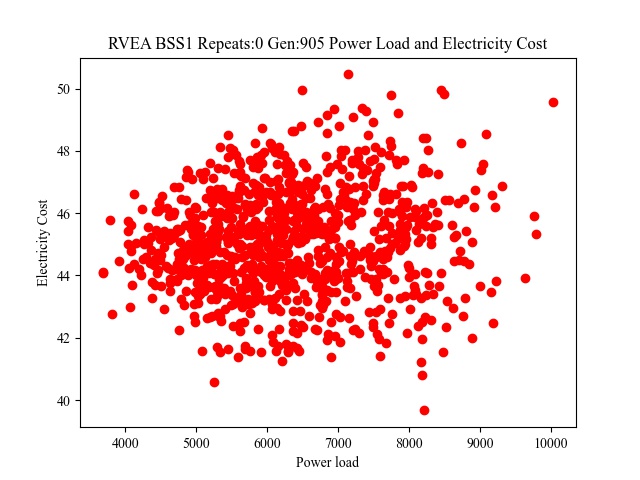 RVEA BSS1 Repeats:0 Gen:905 Power Load and Electricity Cost
50
48
46
44
42
40
Electricity Cost
4000 5000 6000 7000 8000 9000 10000
Power load